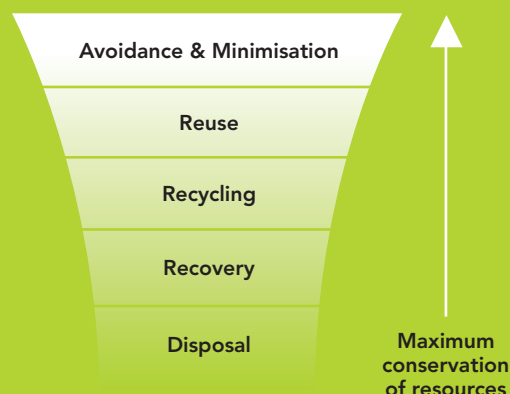 Avoidance & Minimisation
Reuse
Recycling
Recovery
Disposal
Maximum
conservation
of resources